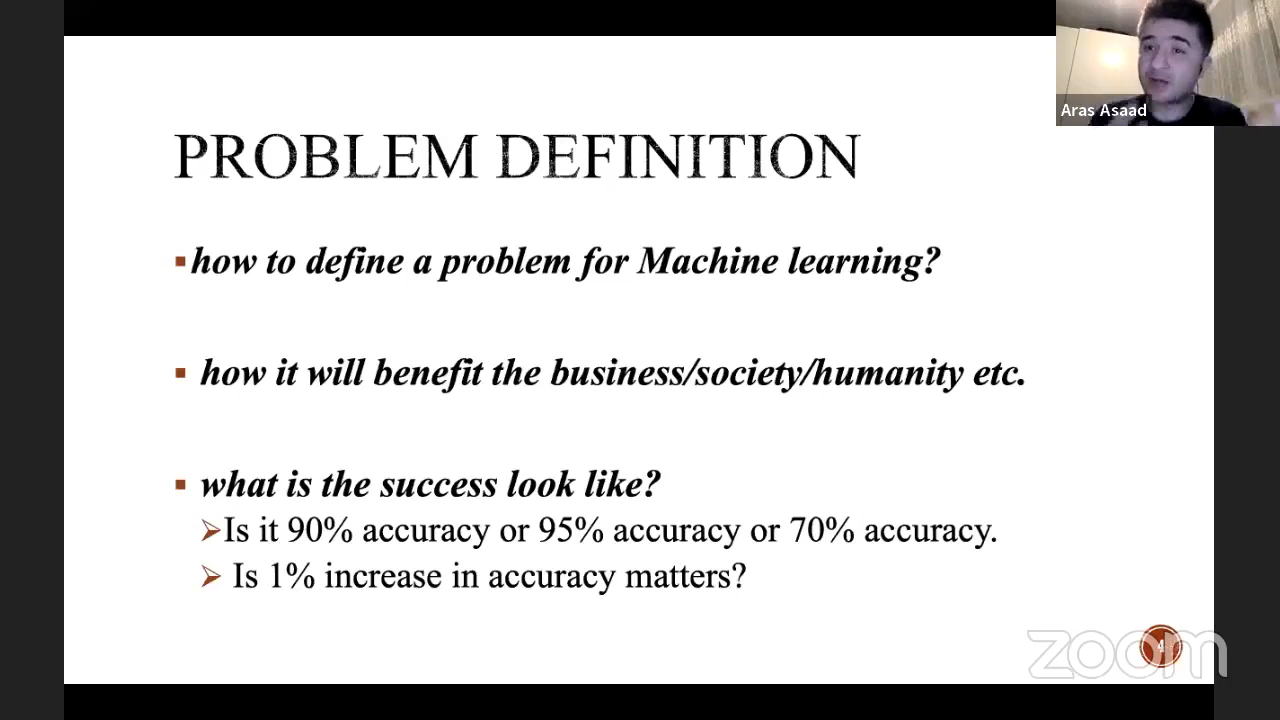 Aras Asaad
PROBLEM DEFINITION
▪how to define a problem for Machine learning?
▪ how it will benefit the business/society/humanity etc.
▪ what is the success look like?
➢Is it 90% accuracy or 95% accuracy or 70% accuracy.
➢ Is 1% increase in accuracy matters?
4
zoom